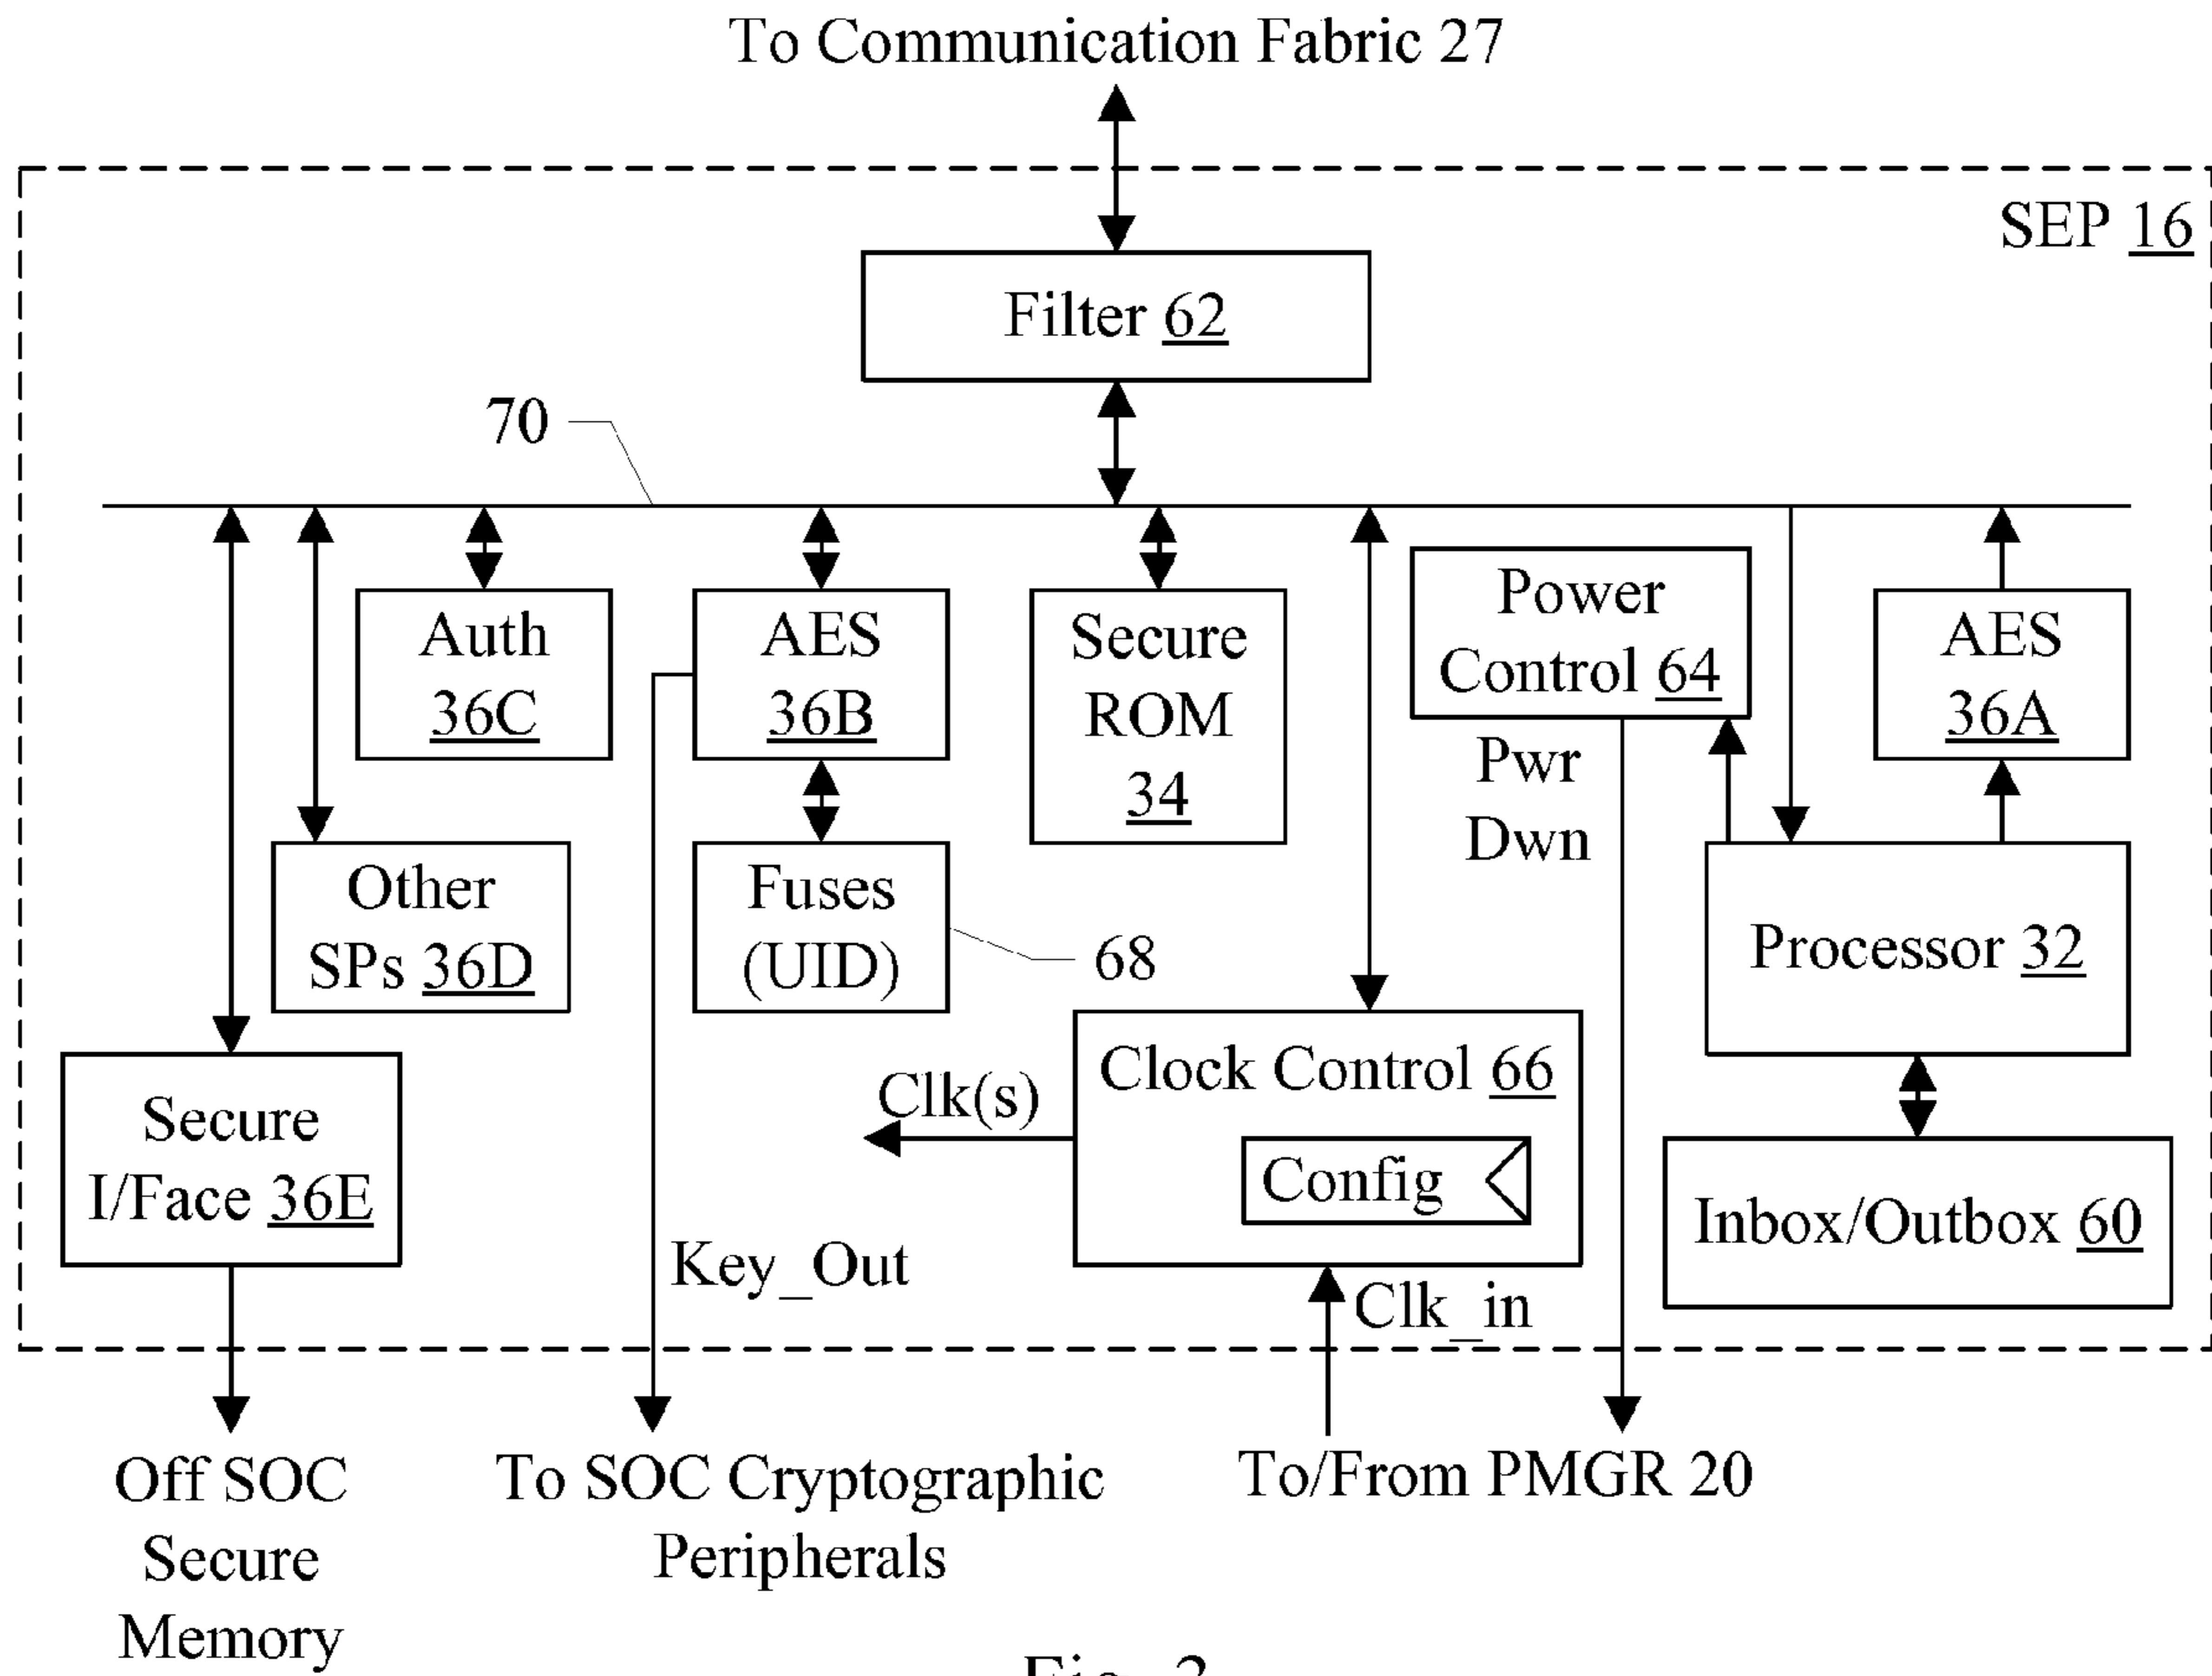 To Communication Fabric 27
SEP 16
Filter 62
70
Auth
36C
AES
36B
Secure
ROM
34
Power
Control 64
AES
36A
Pwr
Dwn
Other
SPs 36D
Fuses
(UID)
68
Processor 32
Secure
I/Face 36E
Clk(s)
Clock Control 66
Config
Inbox/Outbox 60
Key_Out
Clk_in
Off SOC
Secure
Memory
To SOC Cryptographic
Peripherals
To/From PMGR 20